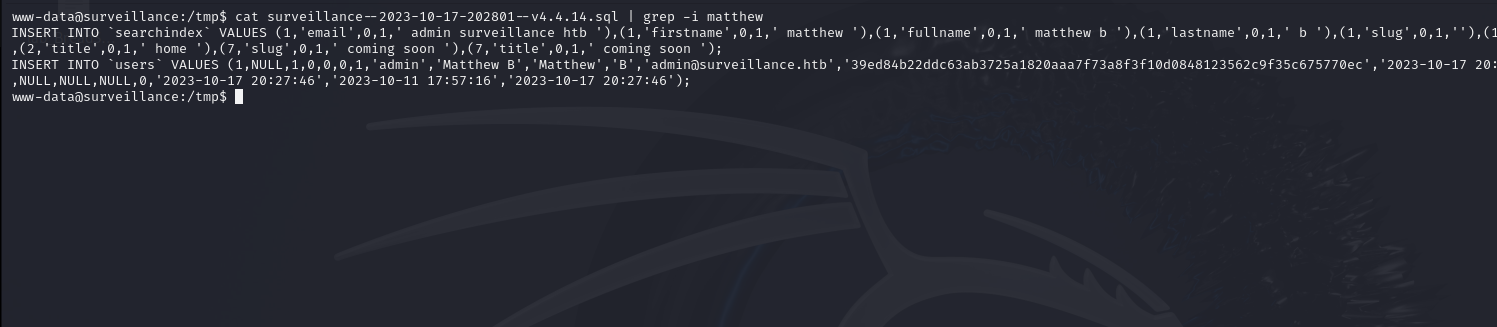 www-data@surveillance:/tmp$ cat surveillance--2023-10-17-202801--v4.4.14.sql | grep -i matthew
INSERT INTO `searchindex` VALUES (1,'email',0,1,' admin surveillance htb '),(1,'firstname',0,1,' matthew '),(1,'fullname',0,1,' matthew b '),(1,'lastname',0,1,' b '),(1,'slug',0,1,''),(1
,(2,'title',0,1,' home '),(7,'slug',0,1,' coming soon '),(7,'title',0,1,' coming soon ');
INSERT INTO `users` VALUES (1,NULL,1,0,0,0,1,'admin','Matthew B','Matthew','B','admin@surveillance.htb','39ed84b22ddc63ab3725a1820aaa7f73a8f3f10d0848123562c9f35c675770ec','2023-10-17 20:
,NULL,NULL,NULL,0,'2023-10-17 20:27:46','2023-10-11 17:57:16','2023-10-17 20:27:46');
www-data@surveillance:/tmp$